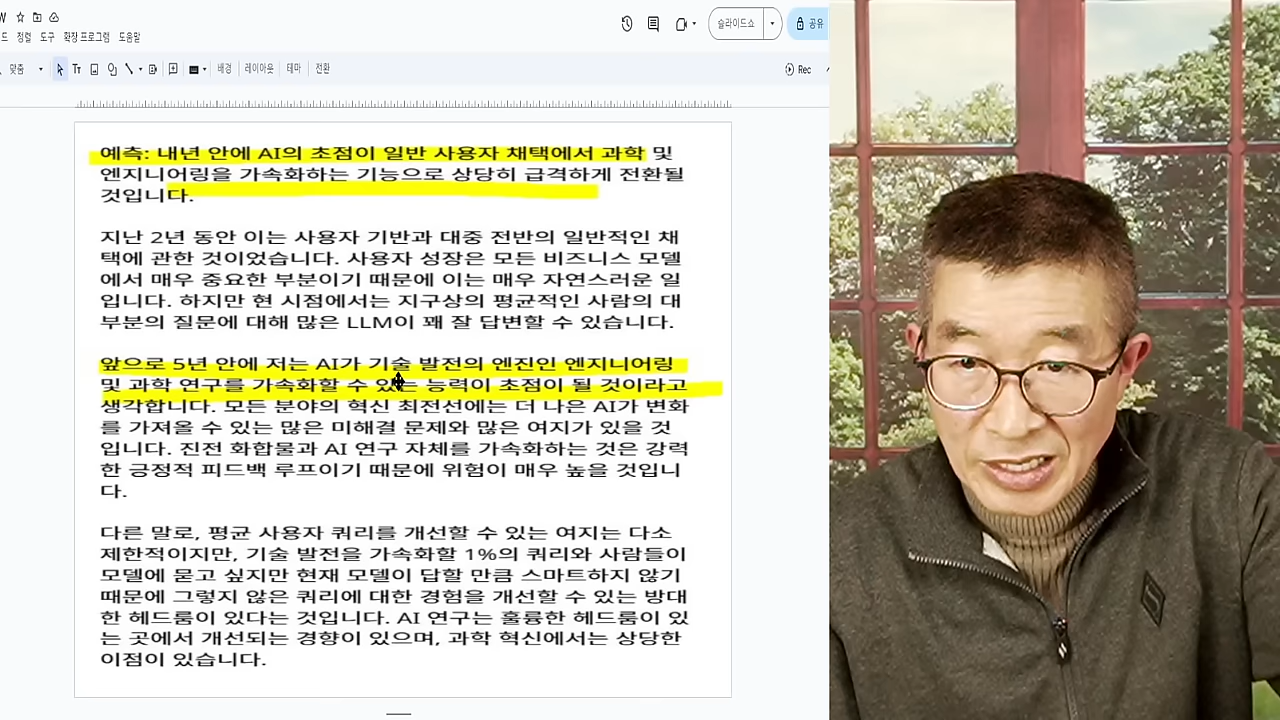 정렬 도구 확장 프로그램 도움말
슬라이드쇼
공유
맞춤
배경 레이아웃 테마 전환
Rec
예측: 내년 안에 AI의 초점이 일반 사용자 채택에서 과학 및
엔지니어링을 가속화하는 기능으로 상당히 급격하게 전환될
것입니다.
지난 2년 동안 이는 사용자 기반과 대중 전반의 일반적인 채
택에 관한 것이었습니다. 사용자 성장은 모든 비즈니스 모델
에서 매우 중요한 부분이기 때문에 이는 매우 자연스러운 일
입니다. 하지만 현 시점에서는 지구상의 평균적인 사람의 대
부분의 질문에 대해 많은 LLM이 꽤 잘 답변할 수 있습니다.
앞으로 5년 안에 저는 AI가 기술 발전의 엔진인 엔지니어링
및 과학 연구를 가속화할 수 있는 능력이 초점이 될 것이라고
생각합니다. 모든 분야의 혁신 최전선에는 더 나은 AI가 변화
를 가져올 수 있는 많은 미해결 문제와 많은 여지가 있을 것
입니다. 진전 화합물과 AI 연구 자체를 가속화하는 것은 강력
한 긍정적 피드백 루프이기 때문에 위험이 매우 높을 것입니
다.
다른 말로, 평균 사용자 쿼리를 개선할 수 있는 여지는 다소
제한적이지만, 기술 발전을 가속화할 1%의 쿼리와 사람들이
모델에 묻고 싶지만 현재 모델이 답할 만큼 스마트하지 않기
때문에 그렇지 않은 쿼리에 대한 경험을 개선할 수 있는 방대
한 헤드룸이 있다는 것입니다. AI 연구는 훌륭한 헤드룸이 있
는 곳에서 개선되는 경향이 있으며, 과학 혁신에서는 상당한
이점이 있습니다.